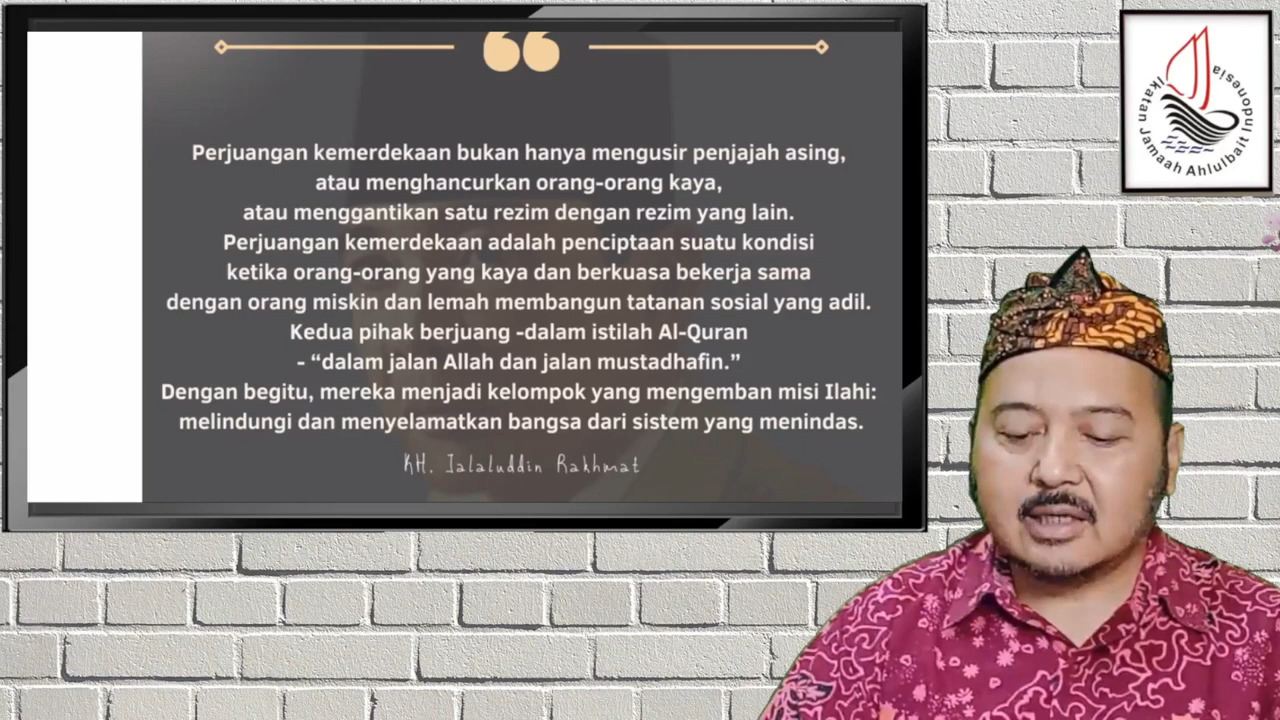 Perjuangan kemerdekaan bukan hanya mengusir penjajah asing,
atau menghancurkan orang-orang kaya,
atau menggantikan satu rezim dengan rezim yang lain.
Perjuangan kemerdekaan adalah penciptaan suatu kondisi
ketika orang-orang yang kaya dan berkuasa bekerja sama
dengan orang miskin dan lemah membangun tatanan sosial yang adil.
Kedua pihak berjuang -dalam istilah Al-Quran
- “dalam jalan Allah dan jalan mustadhafin.”
Dengan begitu, mereka menjadi kelompok yang mengemban misi Ilahi:
melindungi dan menyelamatkan bangsa dari sistem yang menindas.
KH. Jalaluddin Rakhmat
Ikatan Jamaah Ahlulbait Indonesia